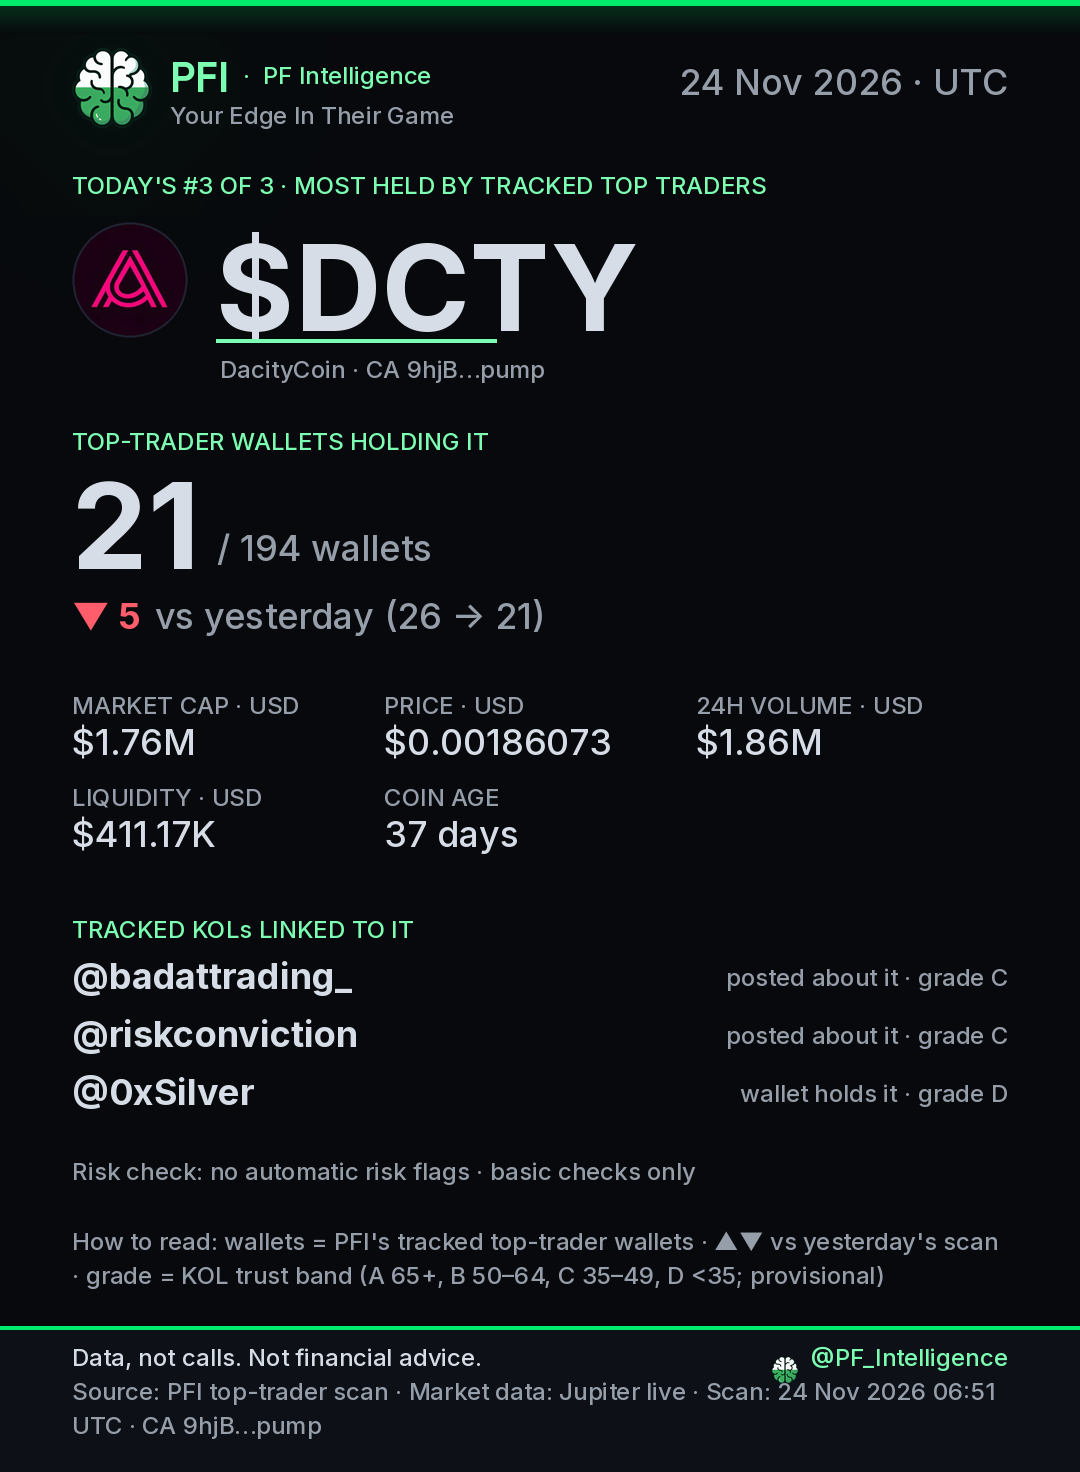 PFI · PF Intelligence
Your Edge In Their Game
24 Nov 2026 · UTC
TODAY'S #3 OF 3 · MOST HELD BY TRACKED TOP TRADERS
$DCTY
DacityCoin · CA 9hjB…pump
TOP-TRADER WALLETS HOLDING IT
21 / 194 wallets
▼ 5 vs yesterday (26 → 21)
MARKET CAP · USD
$1.76M
PRICE · USD
$0.00186073
24H VOLUME · USD
$1.86M
LIQUIDITY · USD
$411.17K
COIN AGE
37 days
TRACKED KOLs LINKED TO IT
@badattrading_ posted about it · grade C
@riskconviction posted about it · grade C
@0xSilver wallet holds it · grade D
Risk check: no automatic risk flags · basic checks only
How to read: wallets = PFI's tracked top-trader wallets · ▲▼ vs yesterday's scan
· grade = KOL trust band (A 65+, B 50–64, C 35–49, D <35; provisional)
Data, not calls. Not financial advice.
@PF_Intelligence
Source: PFI top-trader scan · Market data: Jupiter live · Scan: 24 Nov 2026 06:51
UTC · CA 9hjB…pump